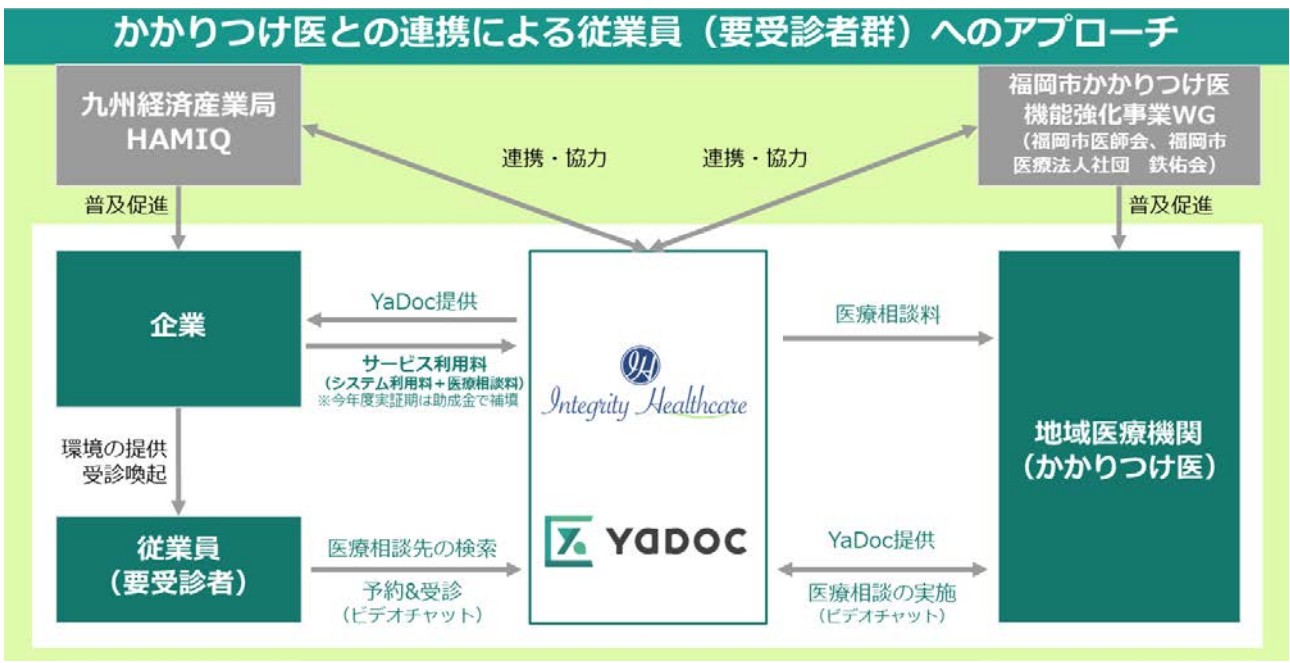 かかりつけ医との連携による従業員（要受診者群）へのアプローチ
九州経済産業局
HAMIQ
福岡市かかりつけ医
機能強化事業WG
（福岡市医師会、福岡市
医療法人社団　鉄佑会）
連携・協力
連携・協力
普及促進
普及促進
企業
YaDoc提供
サービス利用料
（システム利用料＋医療相談料）
※今年度実証期は助成金で補填
IH
Integrity Healthcare
医療相談料
地域医療機関
（かかりつけ医）
環境の提供
受診喚起
従業員
（要受診者）
医療相談先の検索
予約&受診
（ビデオチャット）
YaDOC
YaDoc提供
医療相談の実施
（ビデオチャット）